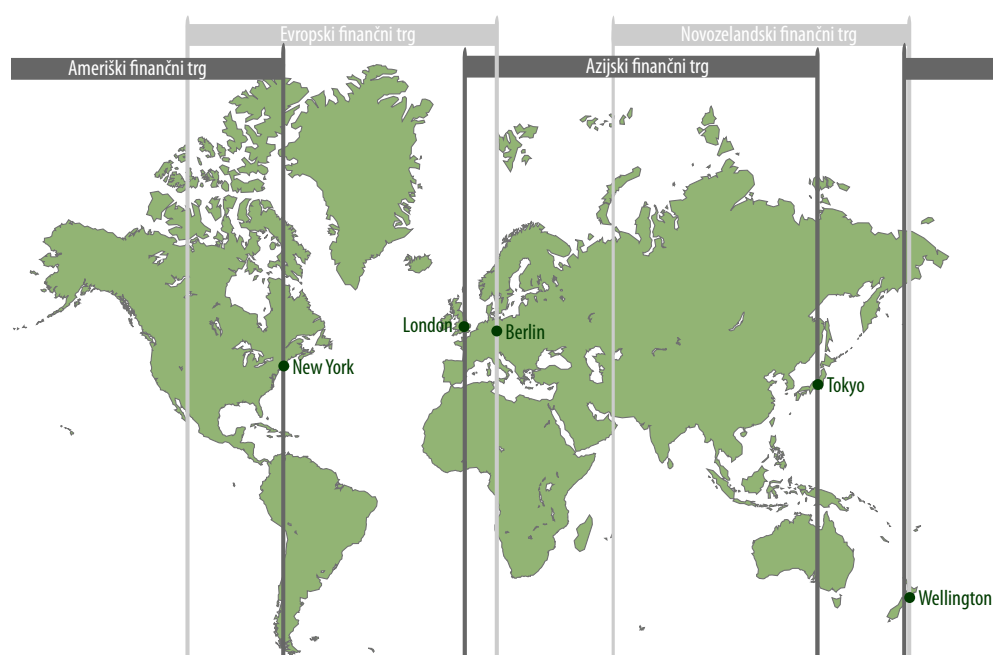 Evropski finančni trg
Novozelandski finančni trg
Ameriški finančni trg
Azijski finančni trg
London
Berlin
New York
Tokyo
Wellington